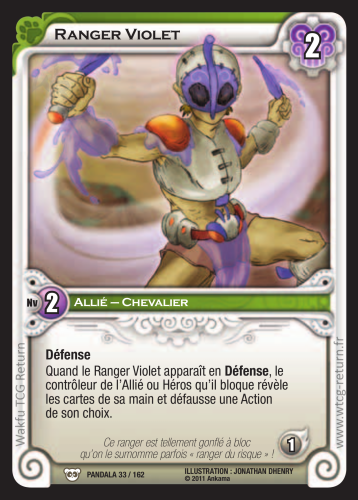 Ranger Violet
2
Nv 2 Allié – Chevalier
Défense
Quand le Ranger Violet apparaît en Défense, le
contrôleur de l'Allié ou Héros qu'il bloque révèle
les cartes de sa main et défausse une Action
de son choix.
Ce ranger est tellement gonflé à bloc
qu'on le surnomme parfois « ranger du risque » !
1
PANDALA 33 / 162
ILLUSTRATION : JONATHAN DHENRY
© 2011 Ankama
Wakfu TCG Return
www.wtcg-return.fr